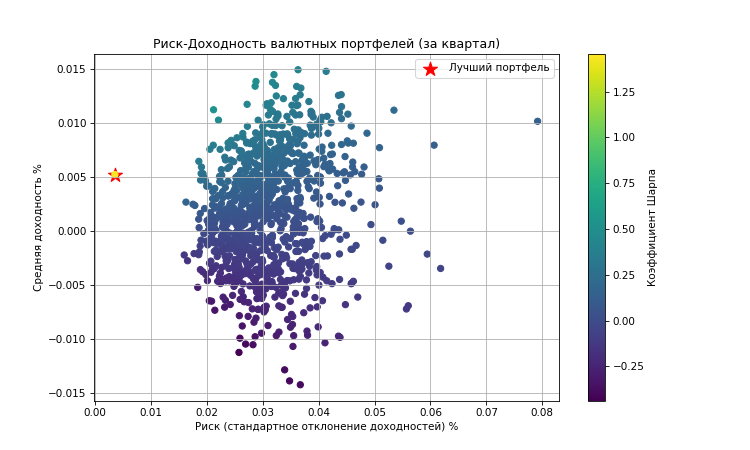 Риск-Доходность валютных портфелей (за квартал)
Лучший портфель
0.015
0.010
0.005
0.000
−0.005
−0.010
−0.015
Средняя доходность %
0.00 0.01 0.02 0.03 0.04 0.05 0.06 0.07 0.08
Риск (стандартное отклонение доходностей) %
1.25
1.00
0.75
0.50
0.25
0.00
−0.25
Коэффициент Шарпа